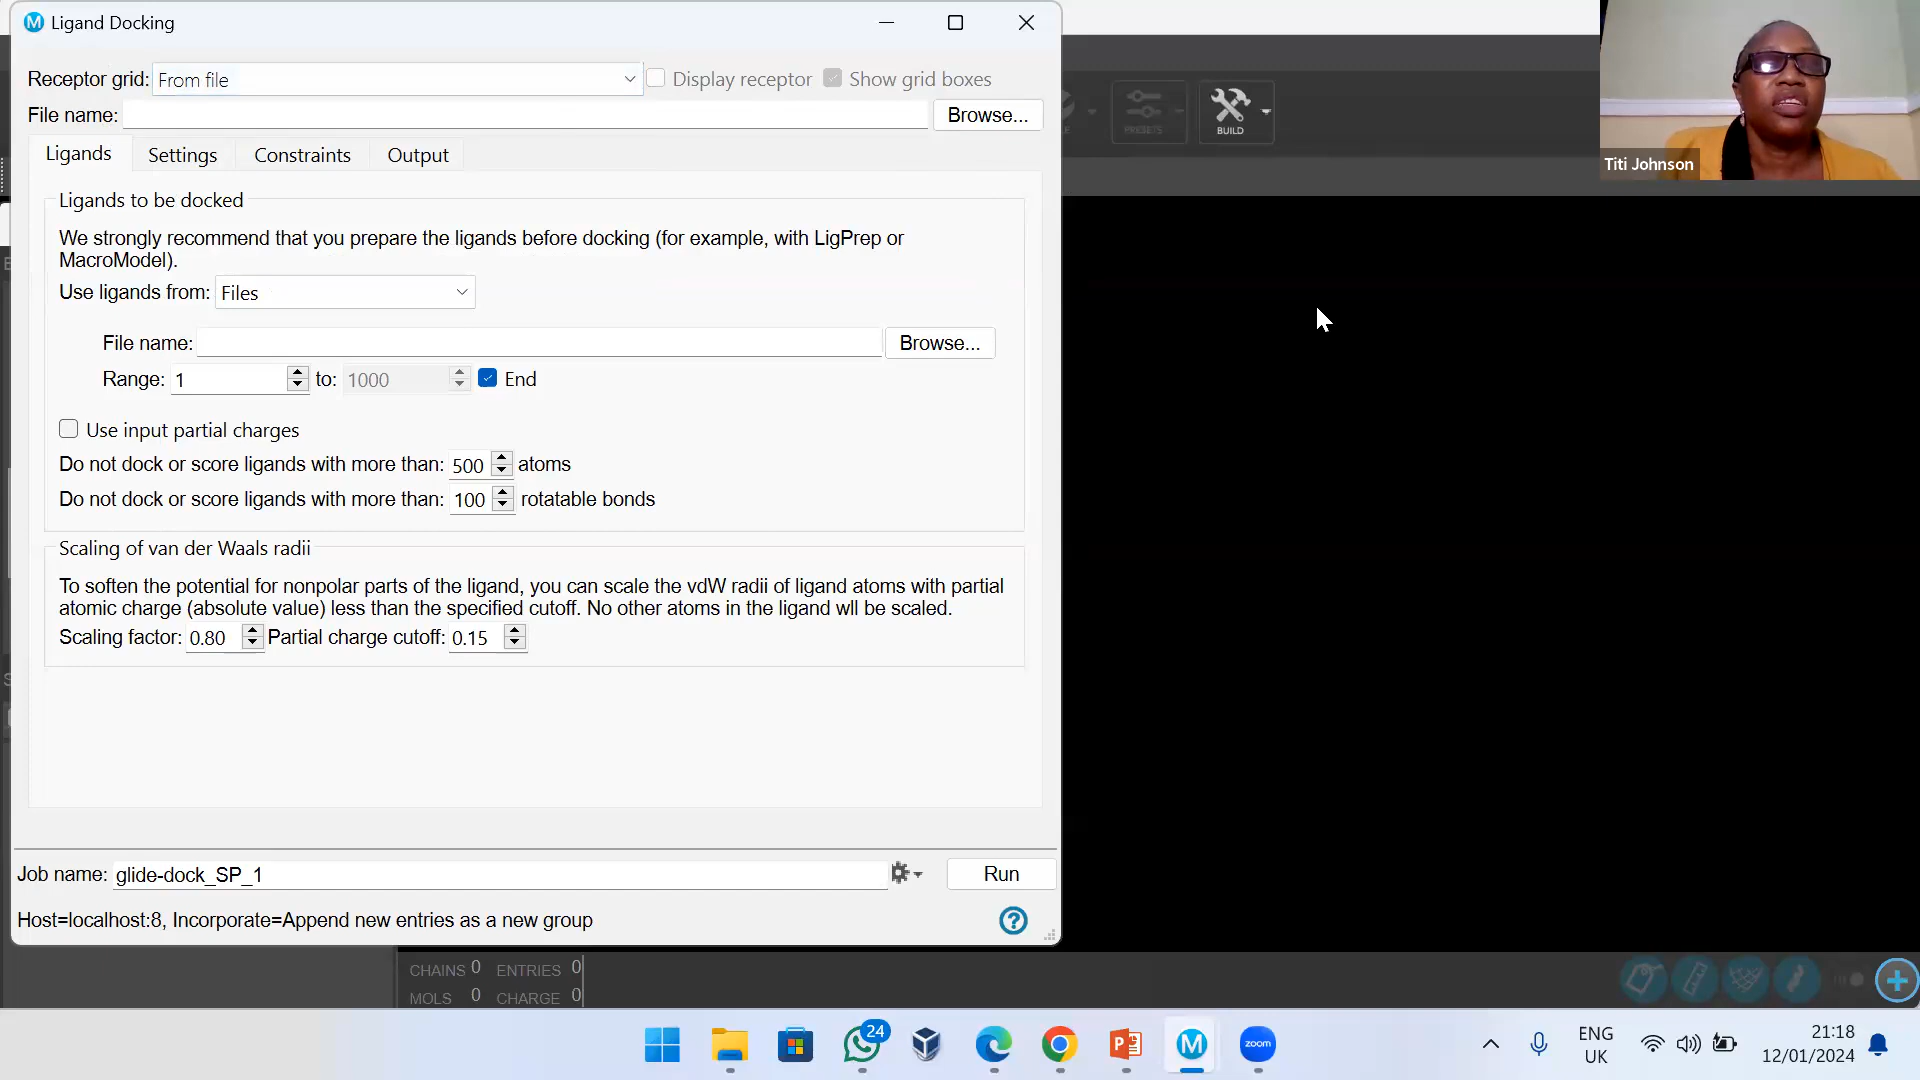 Ligand Docking
Receptor grid: From file Display receptor Show grid boxes
File name: Browse...
Ligands Settings Constraints Output
Ligands to be docked
We strongly recommend that you prepare the ligands before docking (for example, with LigPrep or
MacroModel).
Use ligands from: Files
File name: Browse...
Range: 1 to: 1000 End
Use input partial charges
Do not dock or score ligands with more than: 500 atoms
Do not dock or score ligands with more than: 100 rotatable bonds
Scaling of van der Waals radii
To soften the potential for nonpolar parts of the ligand, you can scale the vdW radii of ligand atoms with partial
atomic charge (absolute value) less than the specified cutoff. No other atoms in the ligand wll be scaled.
Scaling factor: 0.80 Partial charge cutoff: 0.15
Job name: glide-dock_SP_1 Run
Host=localhost:8, Incorporate=Append new entries as a new group
PRESETS
BUILD
Titi Johnson
CHAINS 0 ENTRIES 0
MOLS 0 CHARGE 0
24
zoom
ENG
UK
21:18
12/01/2024